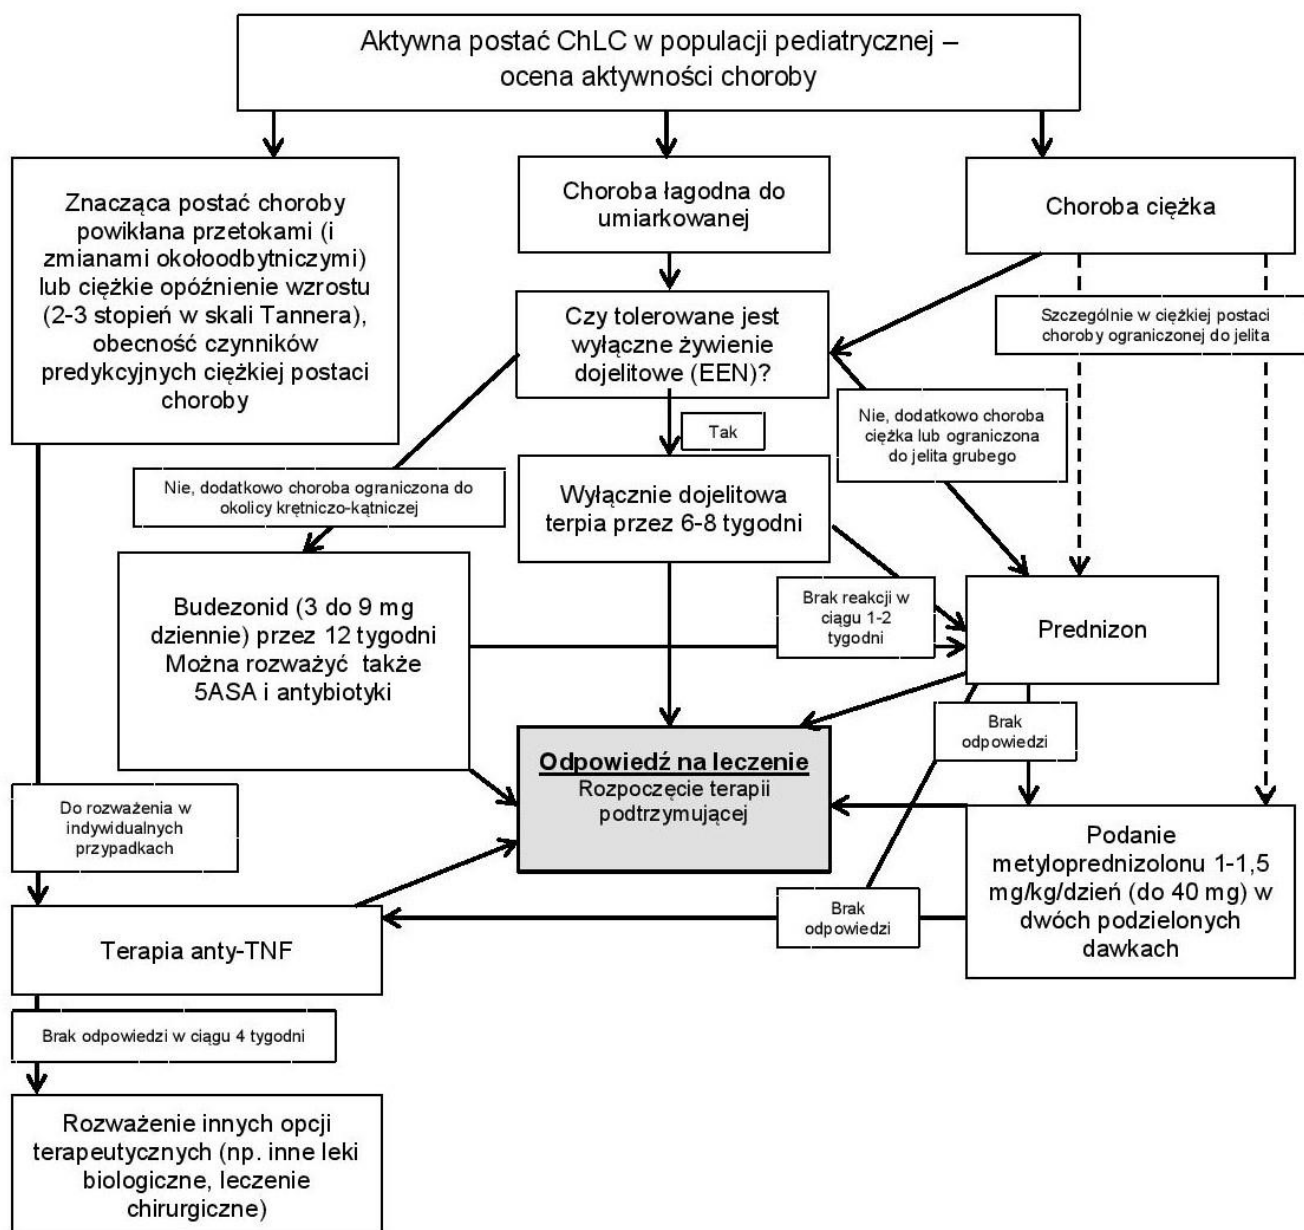 Aktywna postać ChLC w populacji pediatrycznej –
ocena aktywności choroby
Znacząca postać choroby
powikłana przetokami (i
zmianami okołoodbytniczymi)
lub ciężkie opóźnienie wzrostu
(2-3 stopień w skali Tannera),
obecność czynników
predykcyjnych ciężkiej postaci
choroby
Choroba łagodna do
umiarkowanej
Choroba ciężka
Szczególnie w ciężkiej postaci
choroby ograniczonej do jelita
Czy tolerowane jest
wyłączne żywienie
dojelitowe (EEN)?
Tak
Nie, dodatkowo choroba
ciężka lub ograniczona
do jelita grubego
Nie, dodatkowo choroba ograniczona do
okolicy krętniczo-kątniczej
Wyłącznie dojelitowa
terpia przez 6-8 tygodni
Budezonid (3 do 9 mg
dziennie) przez 12 tygodni
Można rozważyć także
5ASA i antybiotyki
Brak reakcji w
ciągu 1-2
tygodni
Prednizon
Brak
odpowiedzi
Odpowiedź na leczenie
Rozpoczęcie terapii
podtrzymującej
Do rozważenia w
indywidualnych
przypadkach
Podanie
metyloprednizolonu 1-1,5
mg/kg/dzień (do 40 mg) w
dwóch podzielonych
dawkach
Brak
odpowiedzi
Terapia anty-TNF
Brak odpowiedzi w ciągu 4 tygodni
Rozważenie innych opcji
terapeutycznych (np. inne leki
biologiczne, leczenie
chirurgiczne)